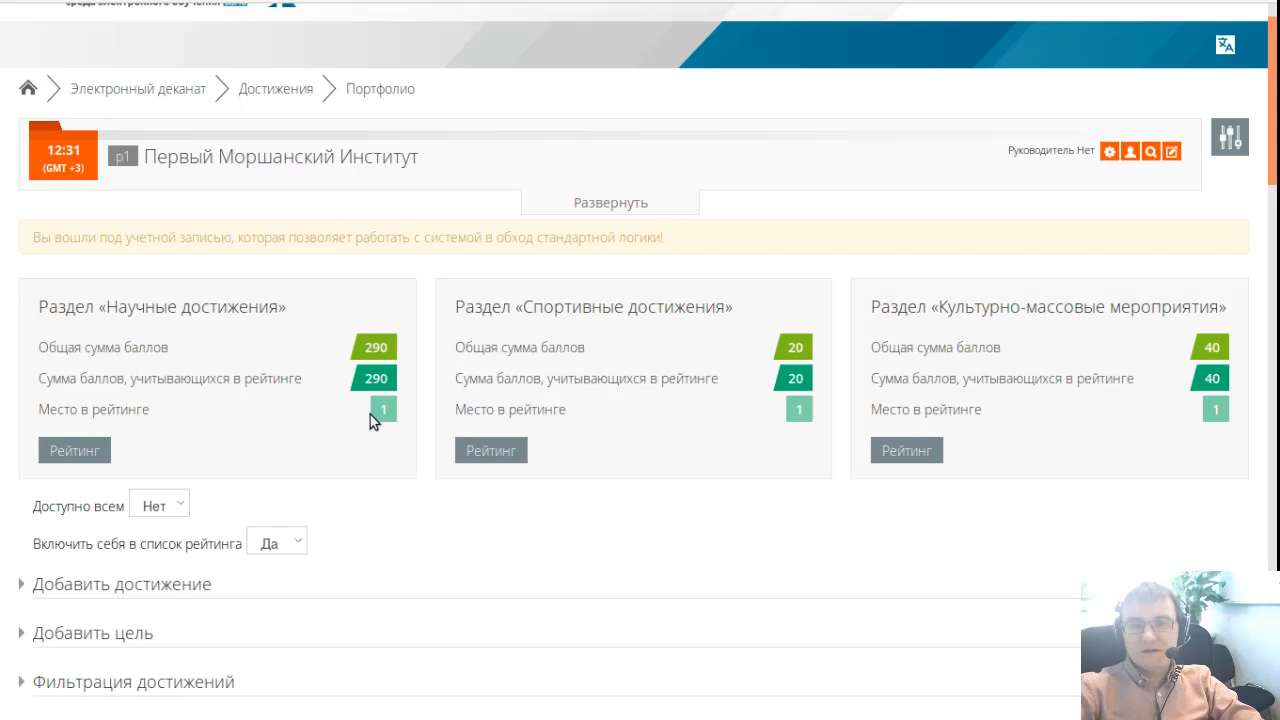 среда электронного обучения
Электронный деканат
Достижения
Портфолио
12:31
(GMT +3)
p1
Первый Моршанский Институт
Руководитель Нет
Развернуть
Вы вошли под учетной записью, которая позволяет работать с системой в обход стандартной логики!
Раздел «Научные достижения»
Общая сумма баллов 290
Сумма баллов, учитывающихся в рейтинге 290
Место в рейтинге 1
Рейтинг
Раздел «Спортивные достижения»
Общая сумма баллов 20
Сумма баллов, учитывающихся в рейтинге 20
Место в рейтинге 1
Рейтинг
Раздел «Культурно-массовые мероприятия»
Общая сумма баллов 40
Сумма баллов, учитывающихся в рейтинге 40
Место в рейтинге 1
Рейтинг
Доступно всем Нет
Включить себя в список рейтинга Да
Добавить достижение
Добавить цель
Фильтрация достижений